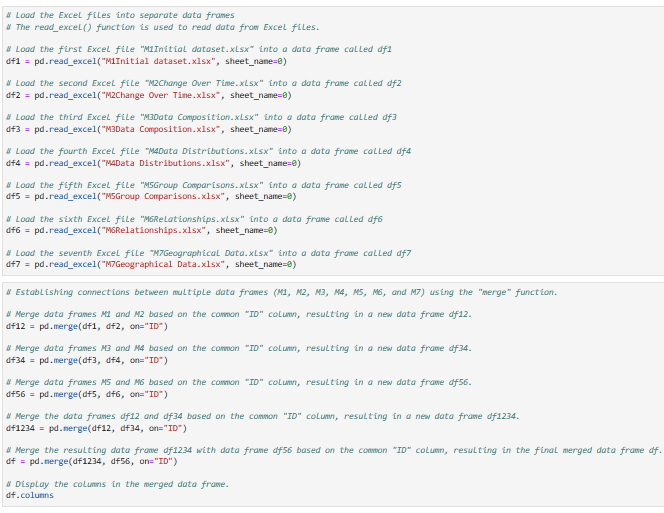 # Load the Excel files into separate data frames
# The read_excel() function is used to read data from Excel files.
# Load the first Excel file "M1Initial dataset.xlsx" into a data frame called df1
df1 = pd.read_excel("M1Initial dataset.xlsx", sheet_name=0)
# Load the second Excel file "M2Change Over Time.xlsx" into a data frame called df2
df2 = pd.read_excel("M2Change Over Time.xlsx", sheet_name=0)
# Load the third Excel file "M3Data Composition.xlsx" into a data frame called df3
df3 = pd.read_excel("M3Data Composition.xlsx", sheet_name=0)
# Load the fourth Excel file "M4Data Distributions.xlsx" into a data frame called df4
df4 = pd.read_excel("M4Data Distributions.xlsx", sheet_name=0)
# Load the fifth Excel file "M5Group Comparisons.xlsx" into a data frame called df5
df5 = pd.read_excel("M5Group Comparisons.xlsx", sheet_name=0)
# Load the sixth Excel file "M6Relationships.xlsx" into a data frame called df6
df6 = pd.read_excel("M6Relationships.xlsx", sheet_name=0)
# Load the seventh Excel file "M7Geographical Data.xlsx" into a data frame called df7
df7 = pd.read_excel("M7Geographical Data.xlsx", sheet_name=0)
# Establishing connections between multiple data frames (M1, M2, M3, M4, M5, M6, and M7) using the "merge" function.
# Merge data frames M1 and M2 based on the common "ID" column, resulting in a new data frame df12.
df12 = pd.merge(df1, df2, on="ID")
# Merge data frames M3 and M4 based on the common "ID" column, resulting in a new data frame df34.
df34 = pd.merge(df3, df4, on="ID")
# Merge data frames M5 and M6 based on the common "ID" column, resulting in a new data frame df56.
df56 = pd.merge(df5, df6, on="ID")
# Merge the data frames df12 and df34 based on the common "ID" column, resulting in a new data frame df1234.
df1234 = pd.merge(df12, df34, on="ID")
# Merge the resulting data frame df1234 with data frame df56 based on the common "ID" column, resulting in the final merged data frame df.
df = pd.merge(df1234, df56, on="ID")
# Display the columns in the merged data frame.
df.columns